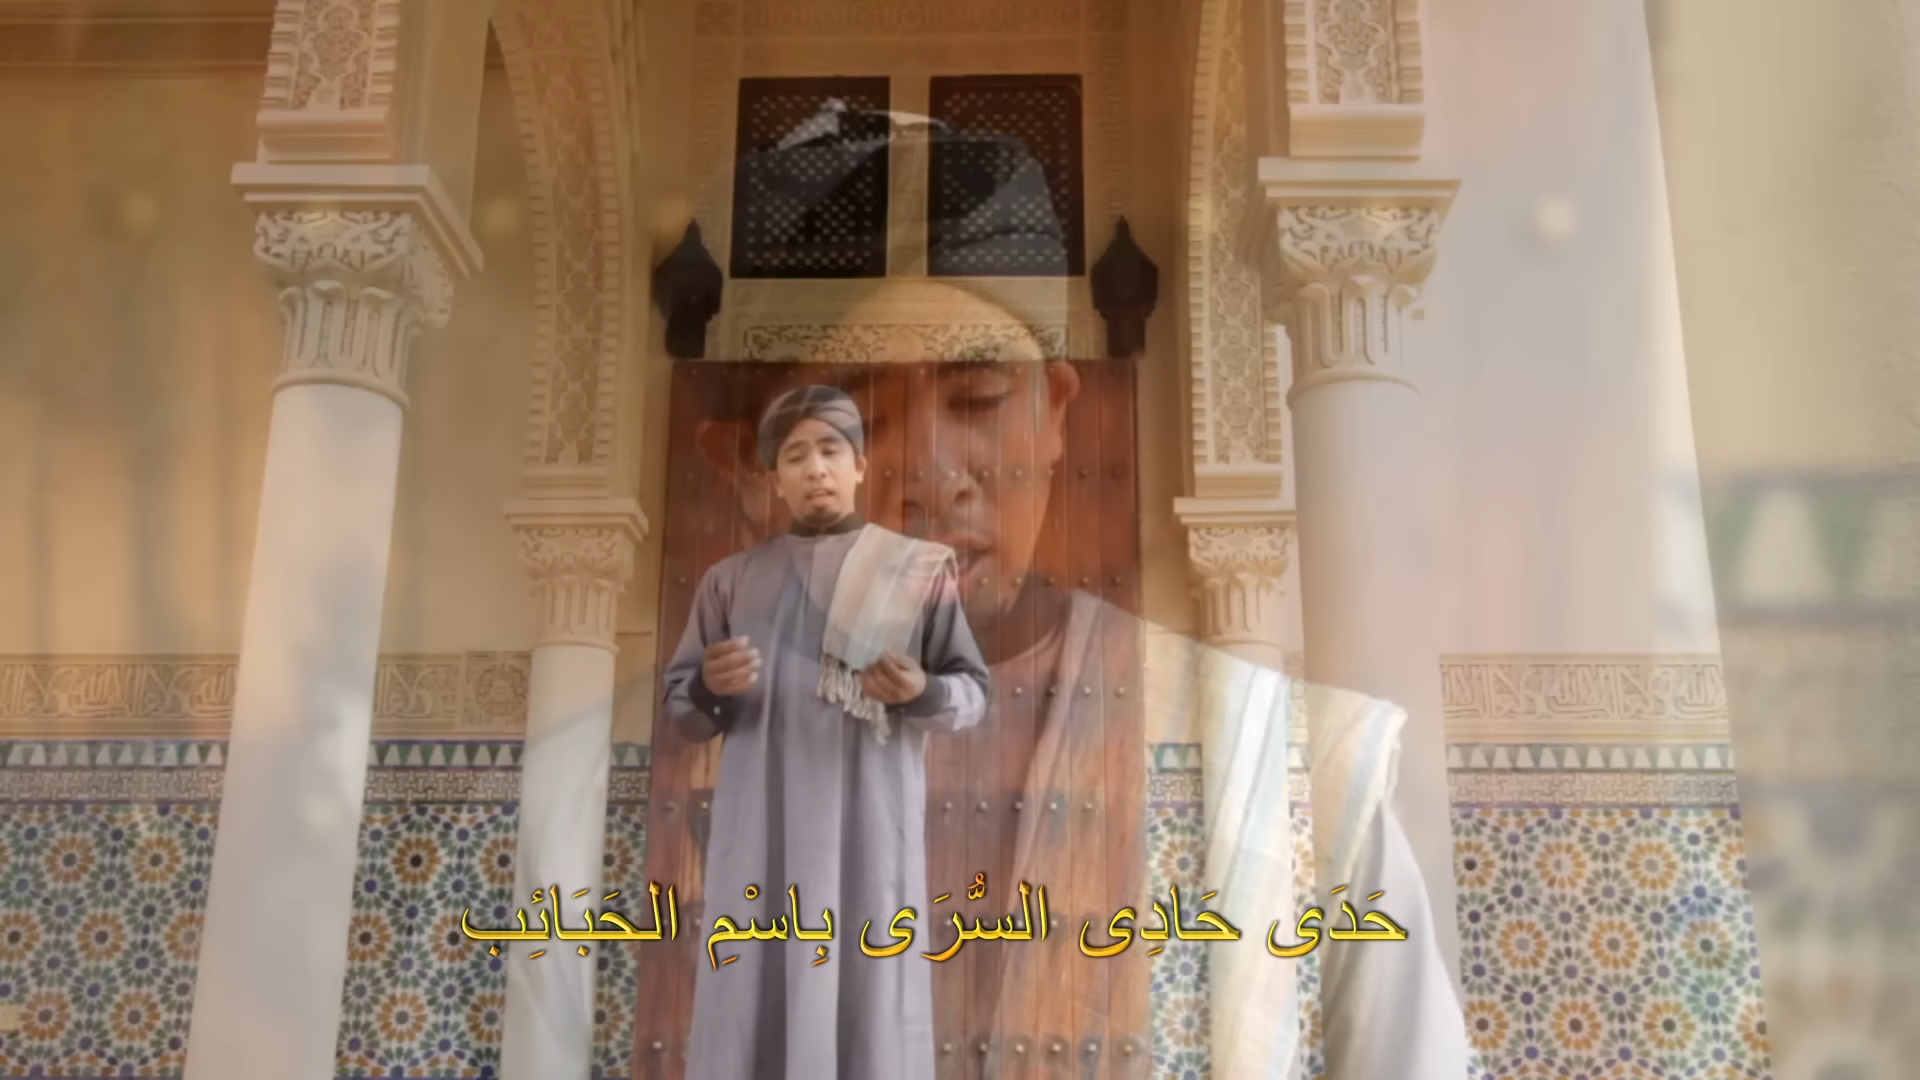 حَدَى حَادِى السُّرَى بِاسْمِ الحَبَائِبِ